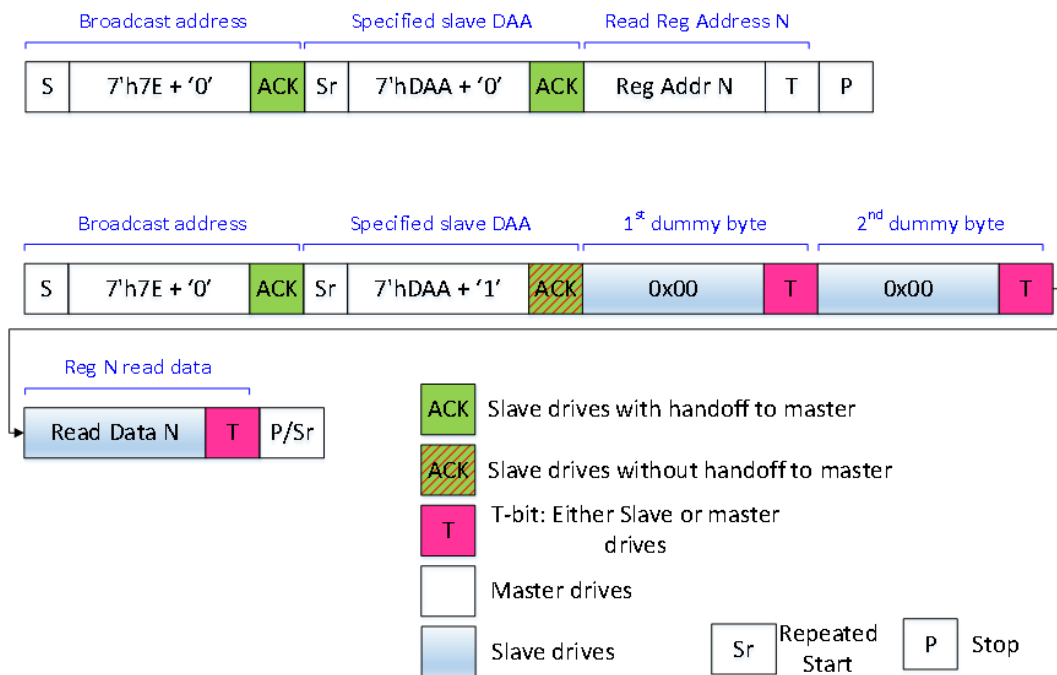 Broadcast address Specified slave DAA Read Reg Address N
S 7'h7E + ‘0’ ACK Sr 7'hDAA + ‘0’ ACK Reg Addr N T P
Broadcast address Specified slave DAA 1st dummy byte 2nd dummy byte
S 7'h7E + ‘0’ ACK Sr 7'hDAA + ‘1’ ACK 0x00 T 0x00 T
Reg N read data
Read Data N T P/Sr
ACK Slave drives with handoff to master
ACK Slave drives without handoff to master
T T-bit: Either Slave or master
drives
Master drives
Slave drives
Sr Repeated
Start
P Stop